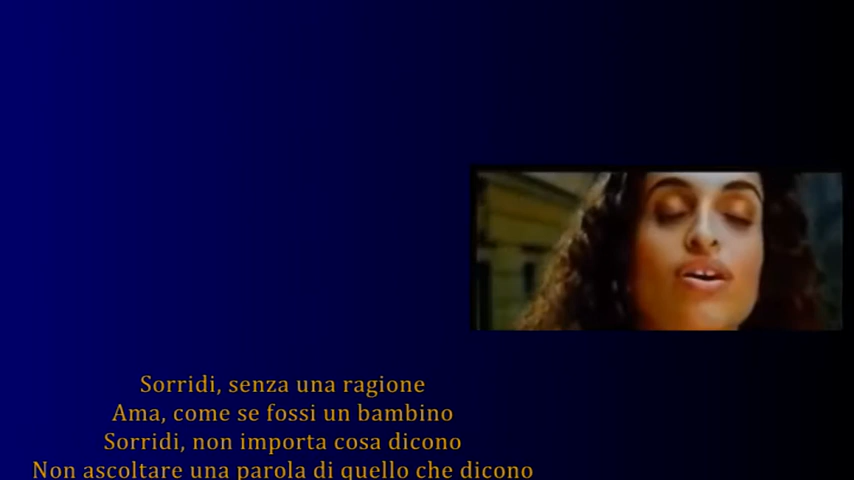 Sorridi, senza una ragione
Ama, come se fossi un bambino
Sorridi, non importa cosa dicono
Non ascoltare una parola di quello che dicono